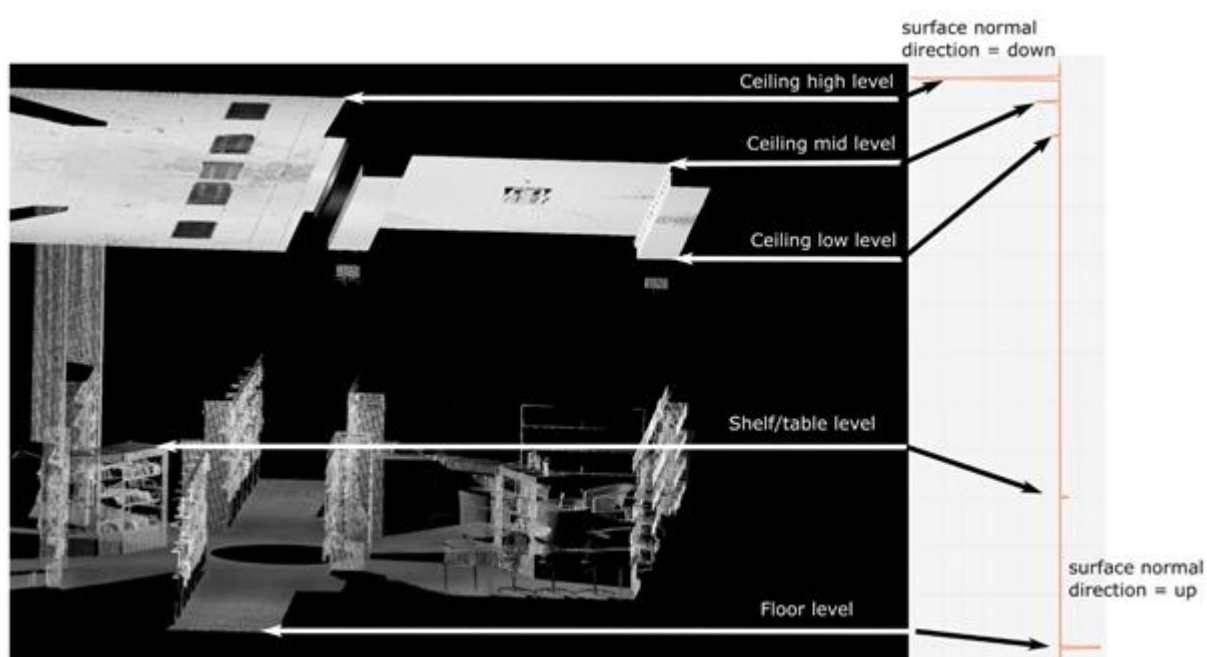 surface normal
direction = down
Ceiling high level
Ceiling mid level
Ceiling low level
Shelf/table level
surface normal
direction = up
Floor level